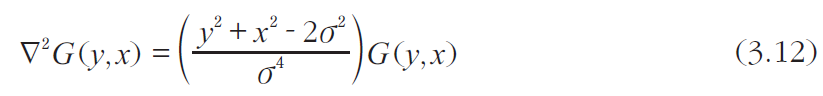 ∇²G(y,x) = ( (y² + x² - 2σ²) / σ⁴ ) G(y,x) (3.12)